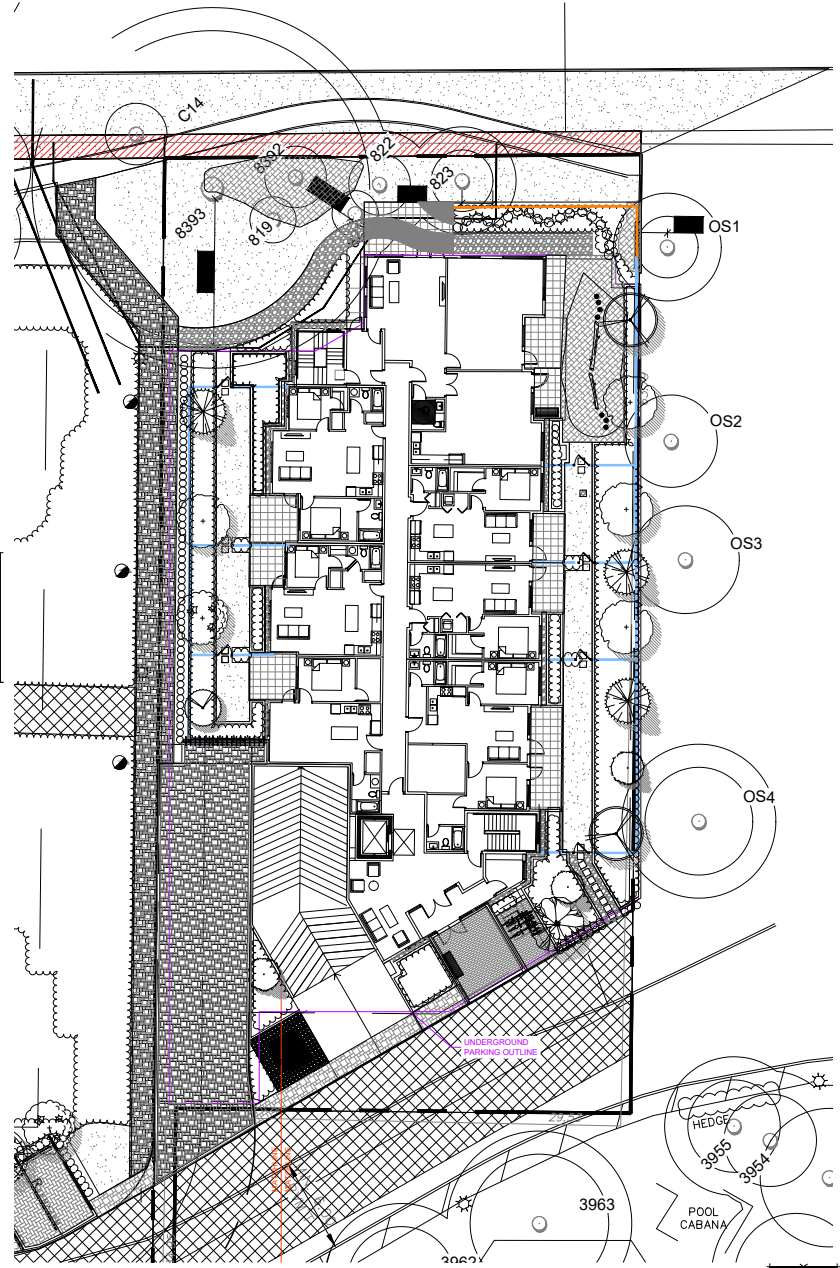 C14
8392
822
823
8393
819
OS1
OS2
OS3
OS4
UNDERGROUND
PARKING OUTLINE
HEDGE
3955
3954
3963
POOL
CABANA
3962